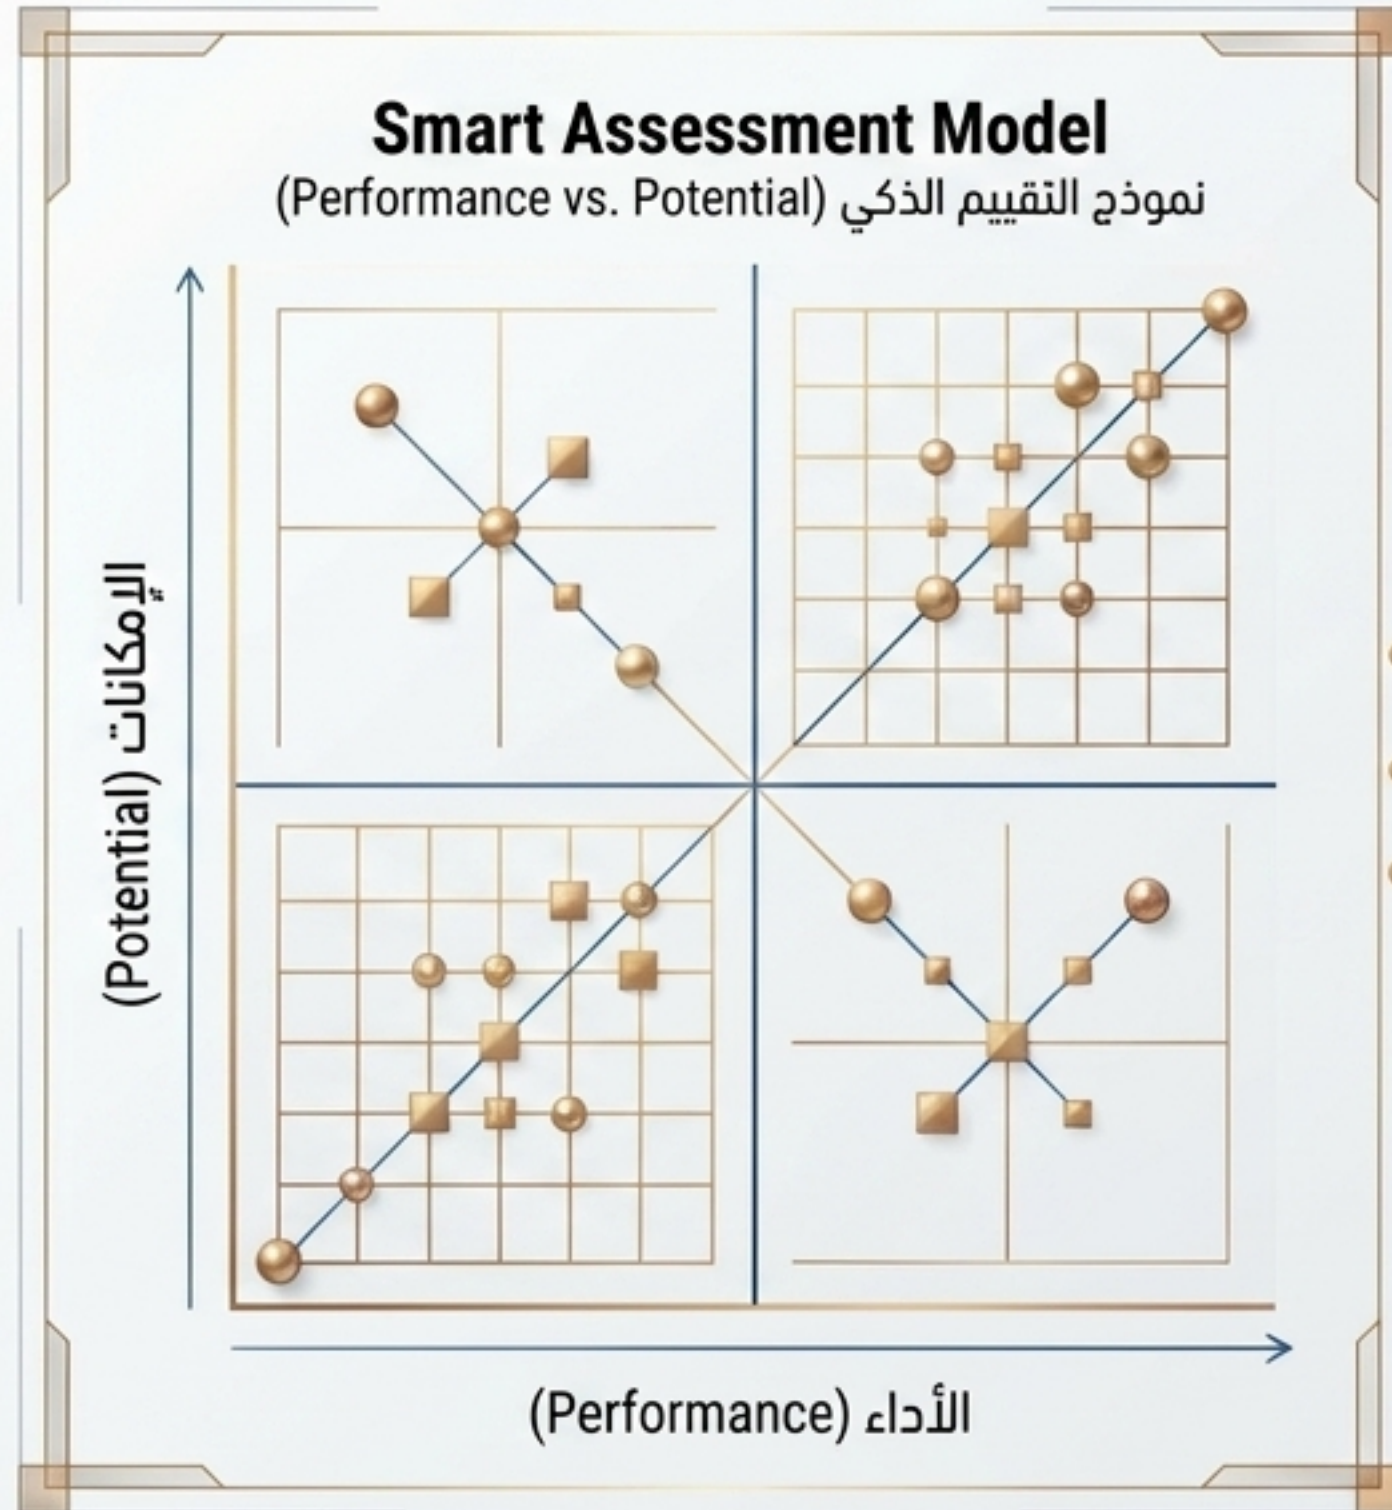 Smart Assessment Model
نموذج التقييم الذكي (Performance vs. Potential)
الإمكانات (Potential)
الأداء (Performance)